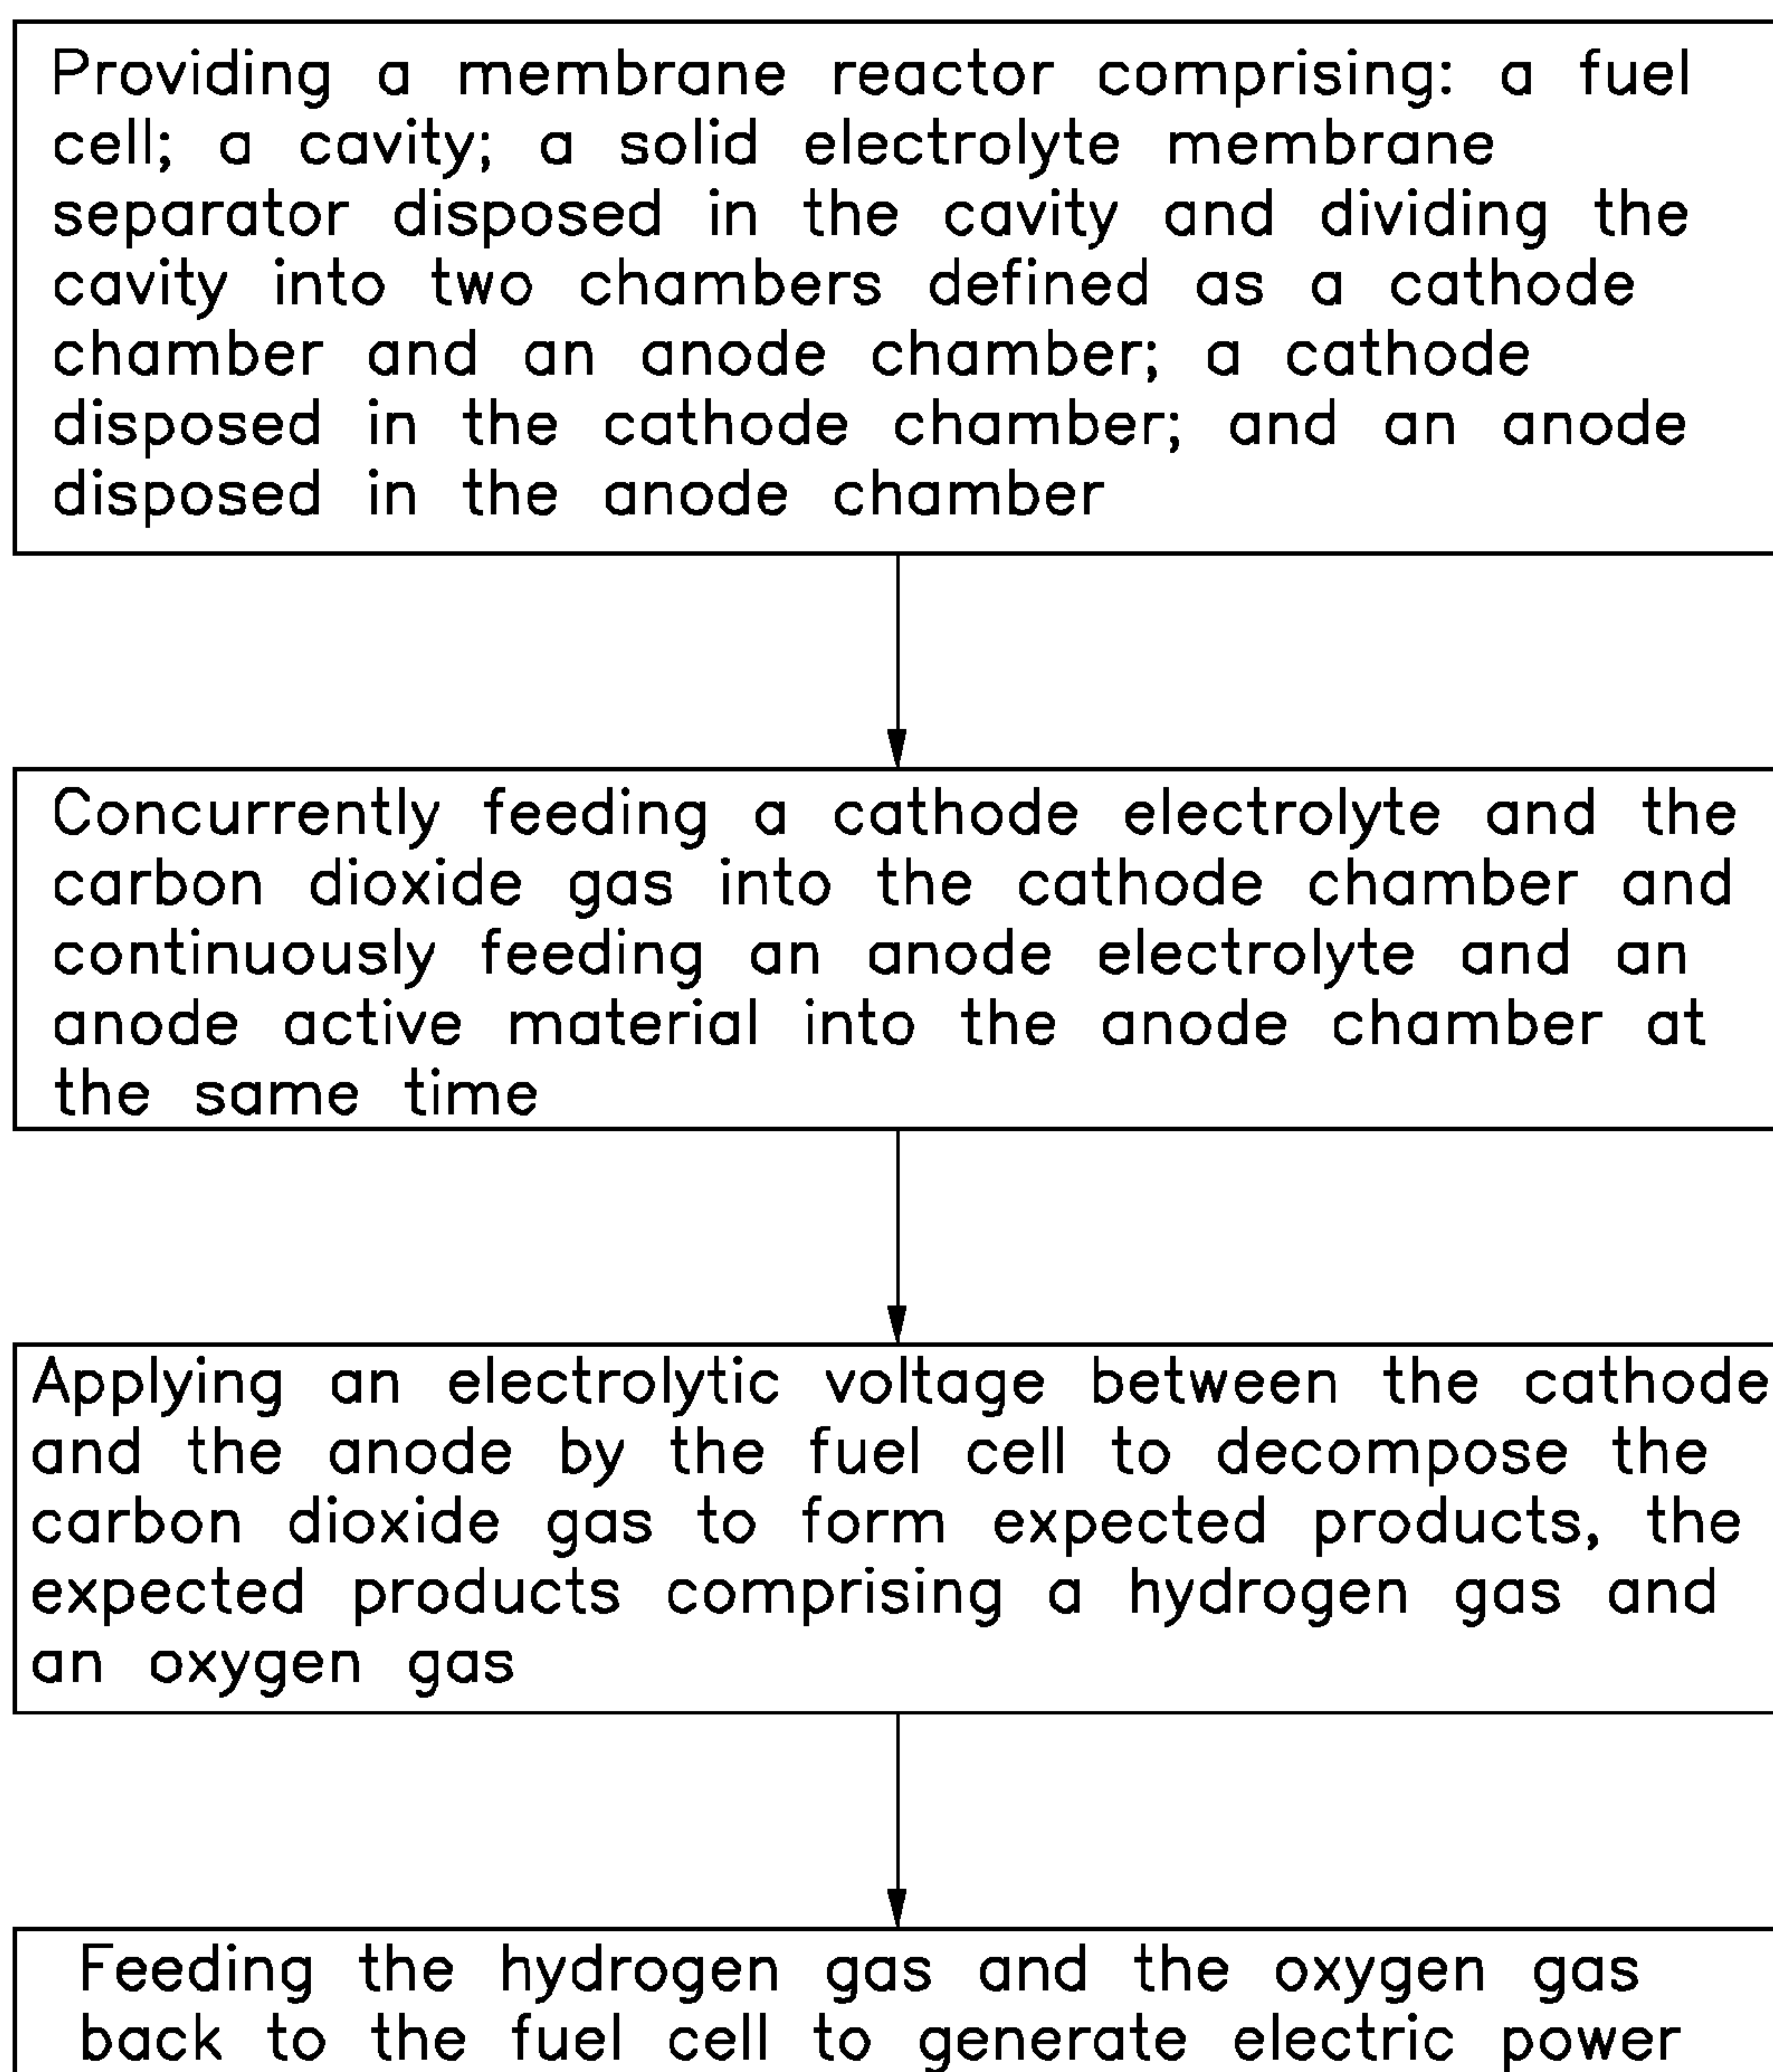 Providing a membrane reactor comprising: a fuel
cell; a cavity; a solid electrolyte membrane
separator disposed in the cavity and dividing the
cavity into two chambers defined as a cathode
chamber and an anode chamber; a cathode
disposed in the cathode chamber; and an anode
disposed in the anode chamber
Concurrently feeding a cathode electrolyte and the
carbon dioxide gas into the cathode chamber and
continuously feeding an anode electrolyte and an
anode active material into the anode chamber at
the same time
Applying an electrolytic voltage between the cathode
and the anode by the fuel cell to decompose the
carbon dioxide gas to form expected products, the
expected products comprising a hydrogen gas and
an oxygen gas
Feeding the hydrogen gas and the oxygen gas
back to the fuel cell to generate electric power